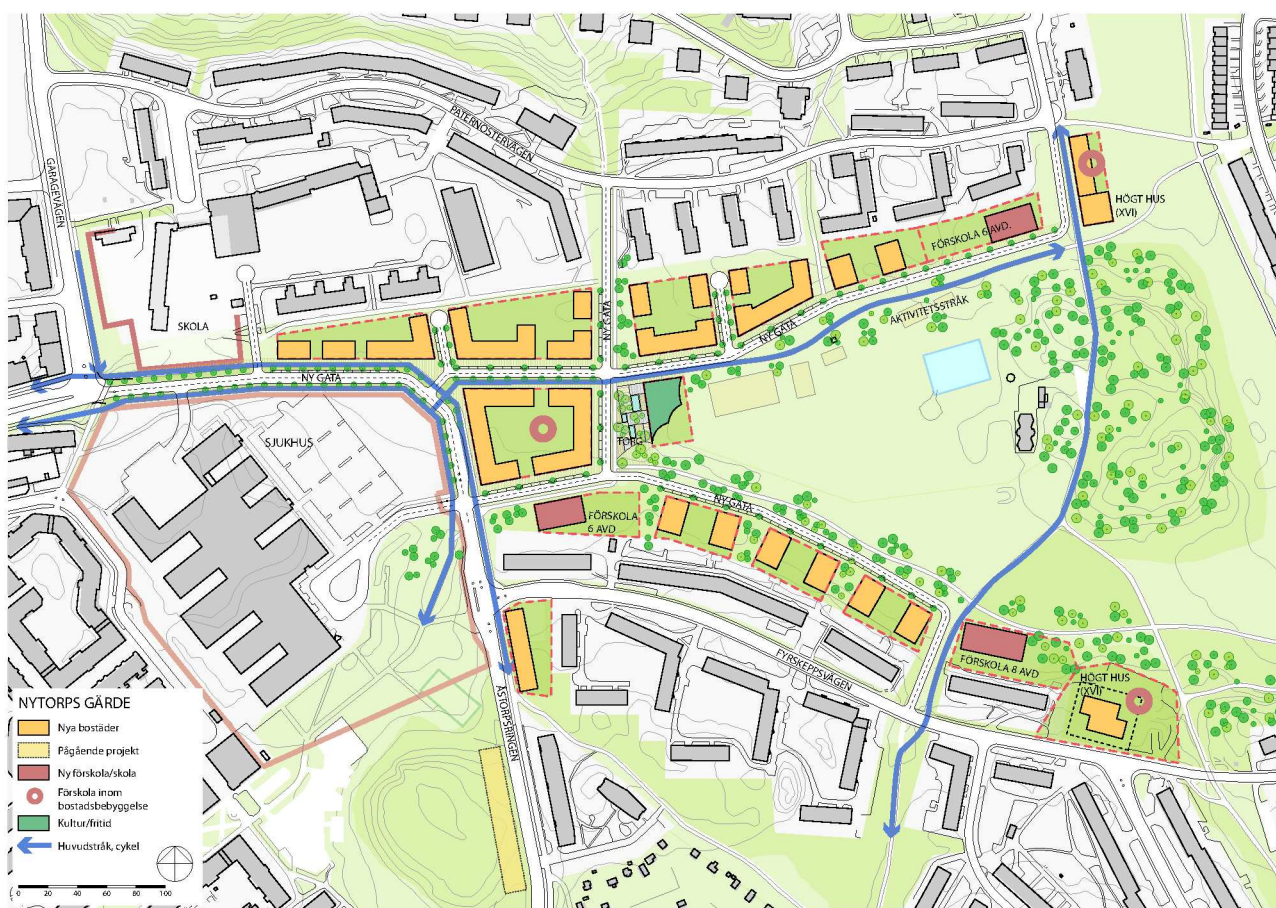 PATERNOSTERVÄGEN
GARAGEVÄGEN
HÖGT HUS
(XVI)
FÖRSKOLA 6 AVD.
NY GATA
AKTIVITETSSTRÅK
SKOLA
NY GATA
NY GATA
TORG
SJUKHUS
NY GATA
FÖRSKOLA
6 AVD
FYRSKEPPSVÄGEN
FÖRSKOLA 8 AVD
HÖGT HUS
(XVI)
ÅSTORPSRINGEN
NYTORPS GÄRDE
Nya bostäder
Pågående projekt
Ny förskola/skola
Förskola inom
bostadsbebyggelse
Kultur/fritid
Huvudstråk, cykel
0 20 40 60 80 100